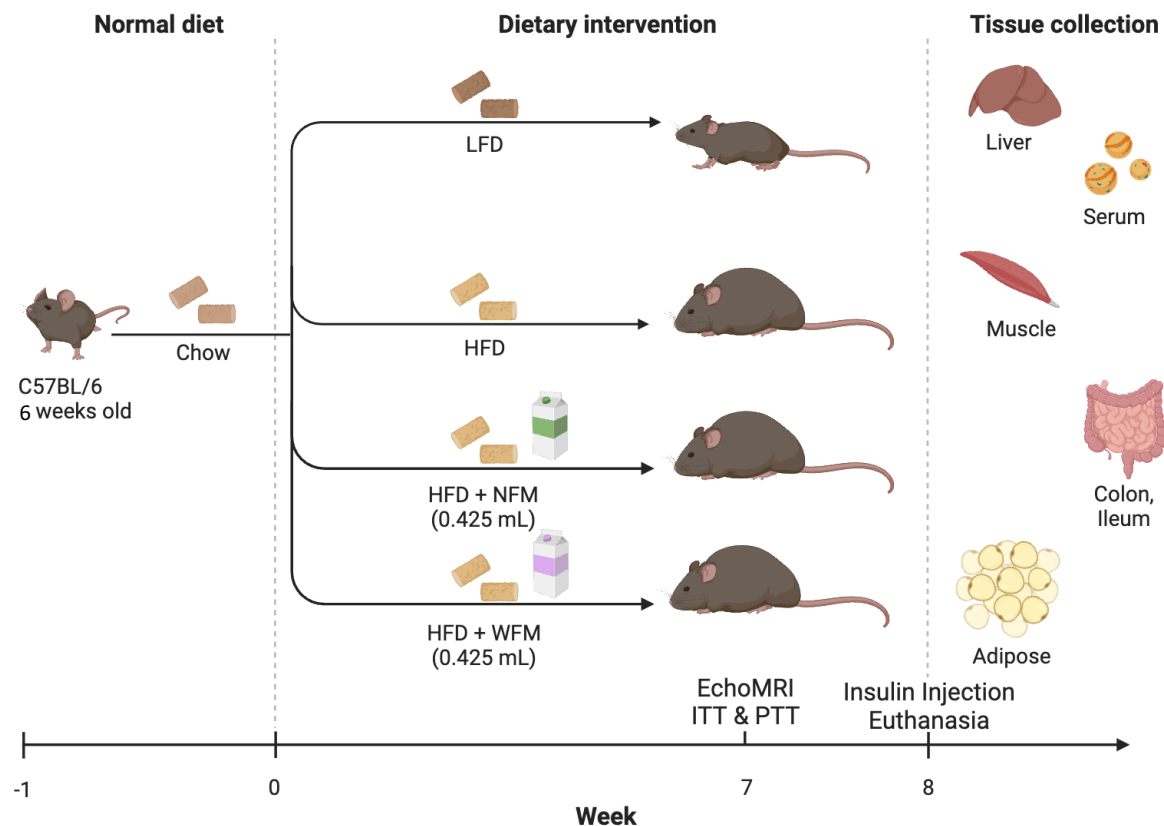 Normal diet
Dietary intervention
Tissue collection
LFD
Liver
Serum
Chow
C57BL/6
6 weeks old
HFD
Muscle
HFD + NFM
(0.425 mL)
Colon,
Ileum
HFD + WFM
(0.425 mL)
Adipose
EchoMRI
ITT & PTT
Insulin Injection
Euthanasia
-1
0
7
8
Week